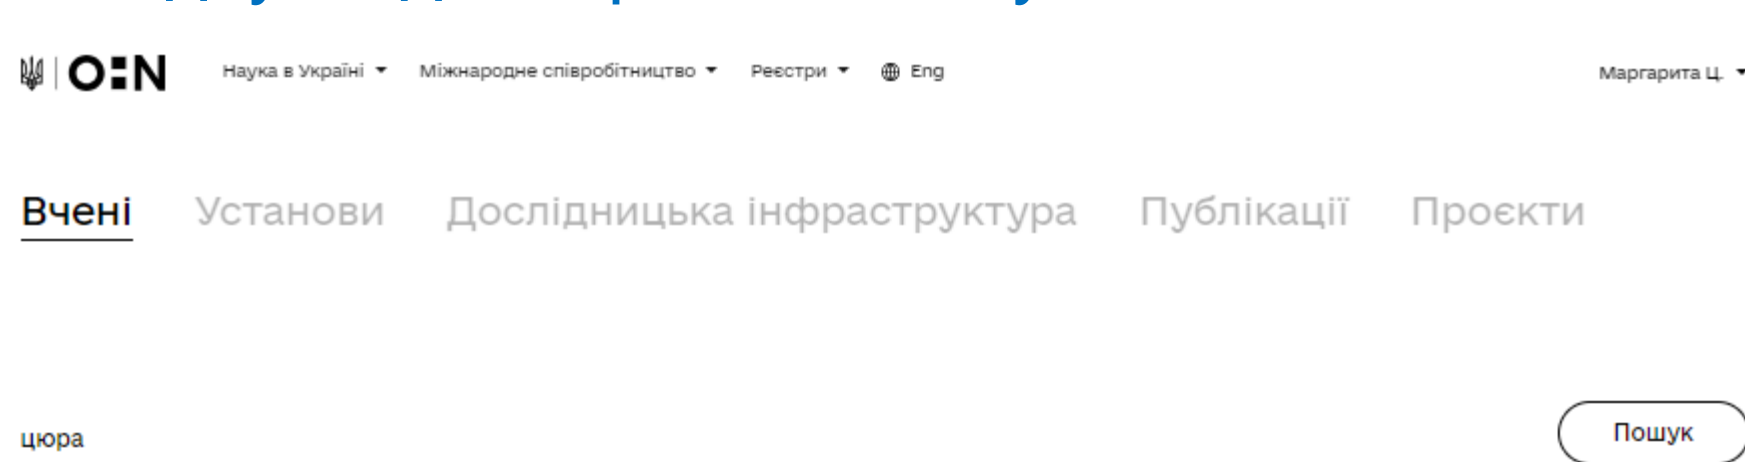 O:N Наука в Україні Міжнародне співробітництво Реєстри Eng Маргарита Ц.
Вчені Установи Дослідницька інфраструктура Публікації Проєкти
цюра Пошук